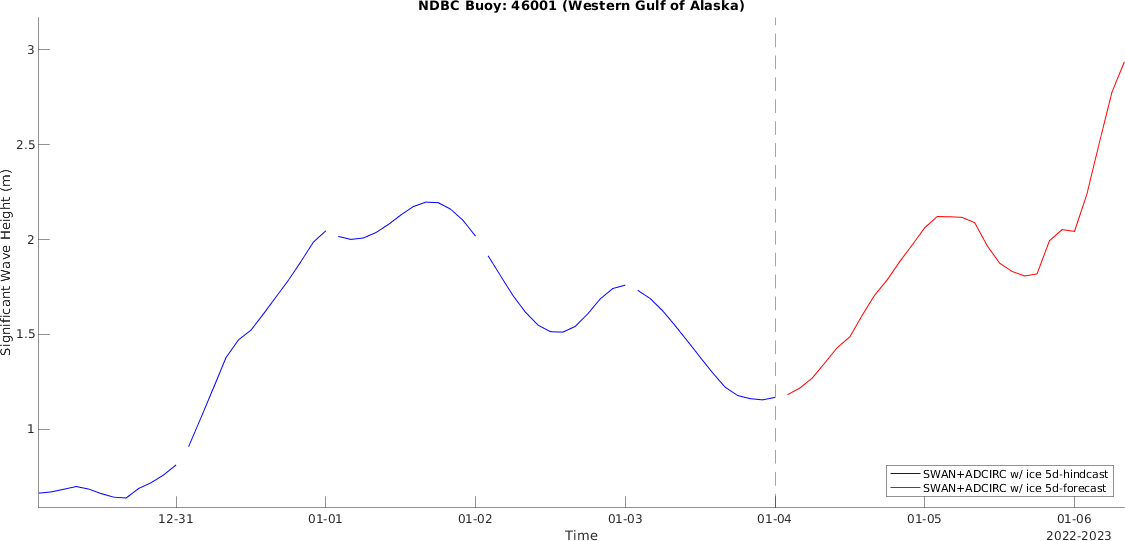 NDBC Buoy: 46001 (Western Gulf of Alaska)
Significant Wave Height (m)
3
2.5
2
1.5
1
SWAN+ADCIRC w/ ice 5d-hindcast
SWAN+ADCIRC w/ ice 5d-forecast
12-31
01-01
01-02
01-03
01-04
01-05
01-06
Time
2022-2023